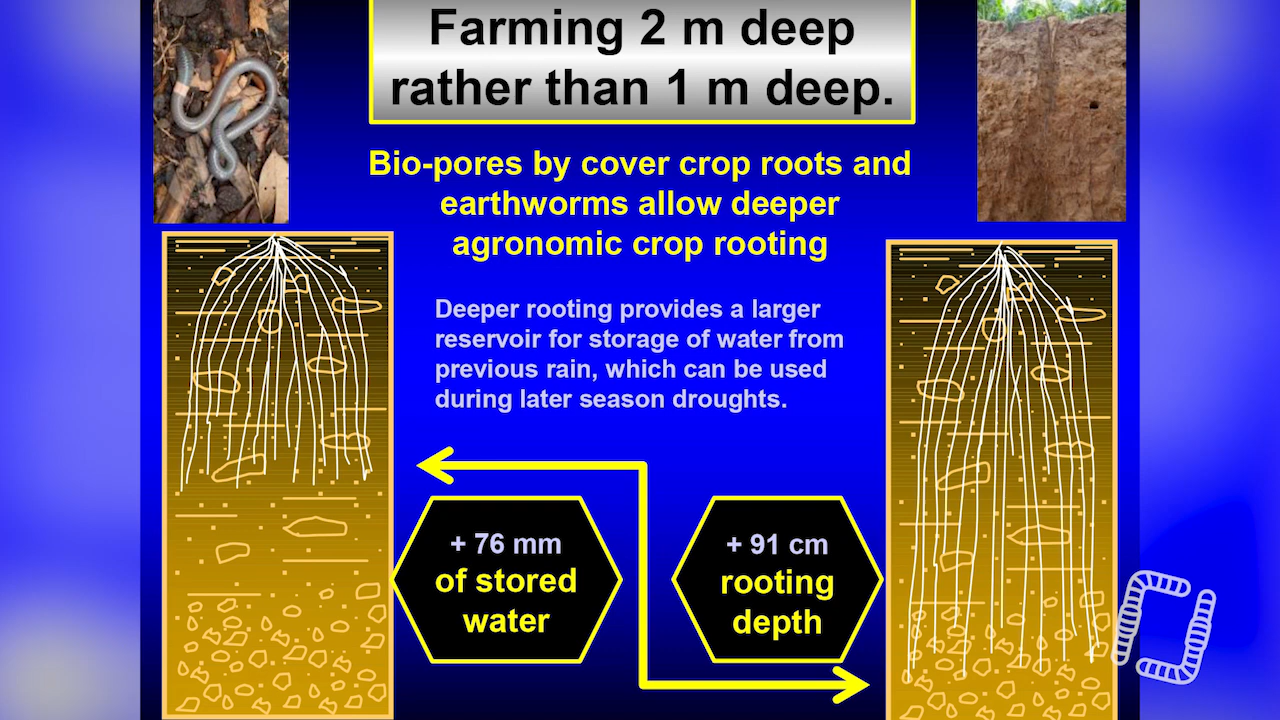 Farming 2 m deep
rather than 1 m deep.
Bio-pores by cover crop roots and
earthworms allow deeper
agronomic crop rooting
Deeper rooting provides a larger
reservoir for storage of water from
previous rain, which can be used
during later season droughts.
+ 76 mm
of stored
water
+ 91 cm
rooting
depth